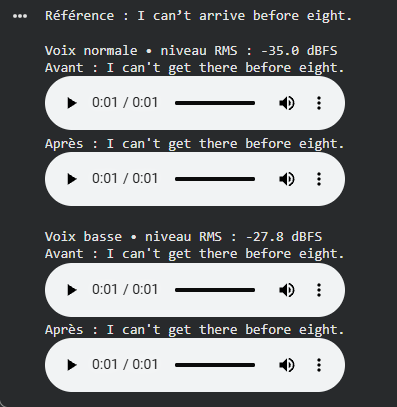 Référence : I can’t arrive before eight.
Voix normale • niveau RMS : -35.0 dBFS
Avant : I can't get there before eight.
0:01 / 0:01
Après : I can't get there before eight.
0:01 / 0:01
Voix basse • niveau RMS : -27.8 dBFS
Avant : I can't get there before eight.
0:01 / 0:01
Après : I can't get there before eight.
0:01 / 0:01